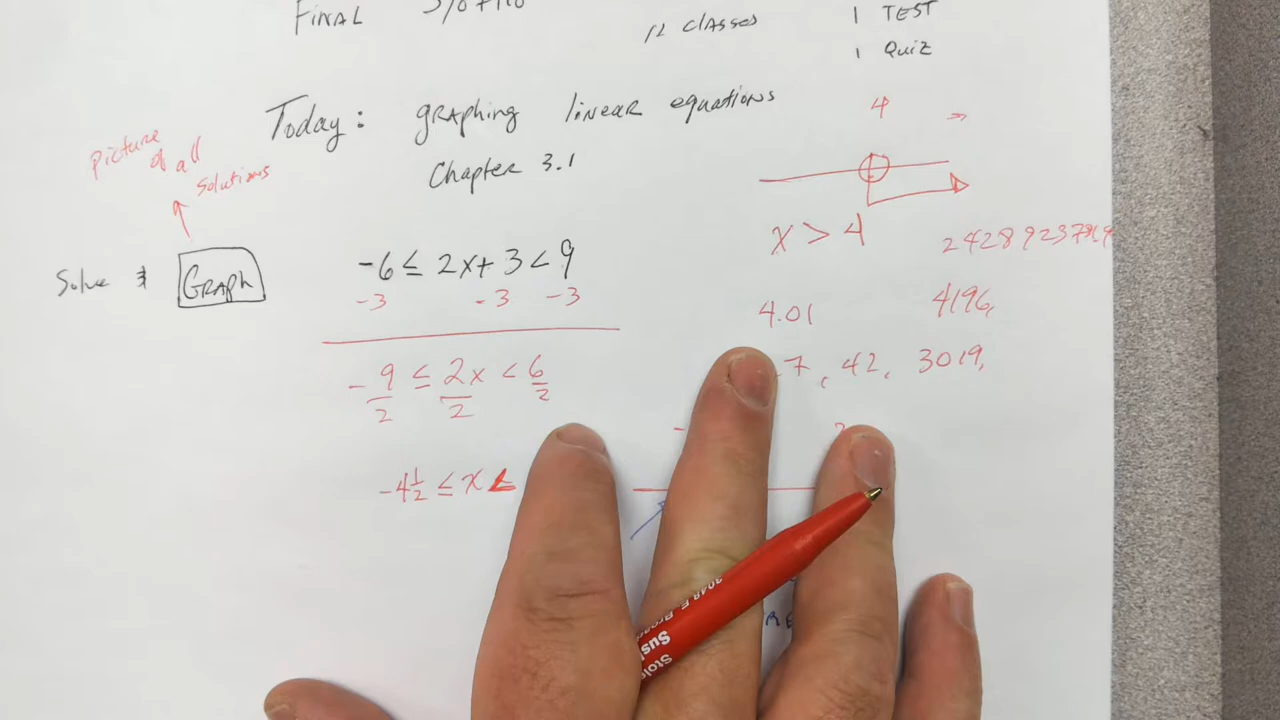 FINAL
12 classes
1 TEST
1 Quiz
Today: graphing linear equations
Chapter 3.1
picture
of all
solutions
Solve & GRAPH
-6 ≤ 2x + 3 < 9
-3 -3 -3
-9 ≤ 2x < 6
2 2 2
-4 1/2 ≤ x <
4
x > 4
4.01
4196,
7, 42, 3019,